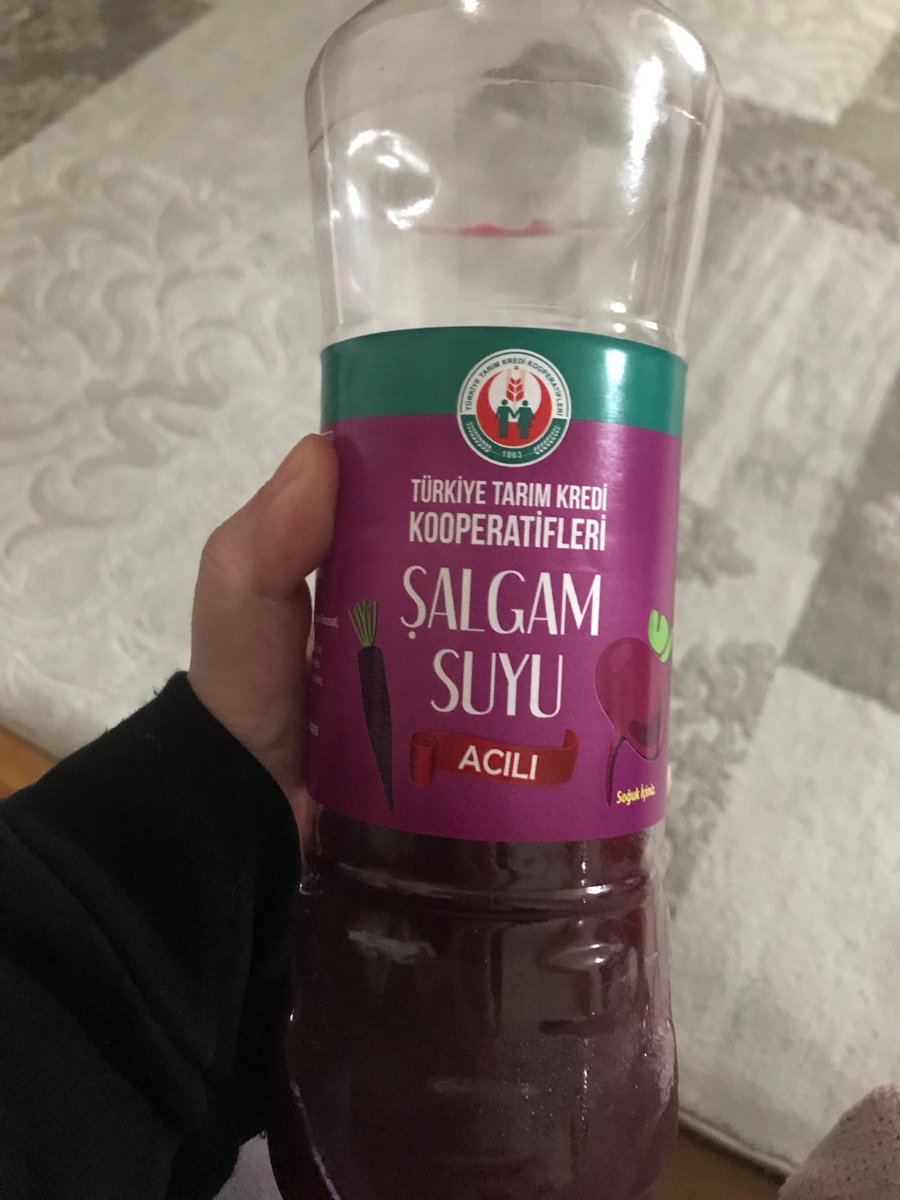 TÜRKİYE TARIM KREDİ KOOPERATİFLERİ
1863
TÜRKİYE TARIM KREDİ
KOOPERATİFLERİ
ŞALGAM
SUYU
ACILI
Soğuk İçiniz